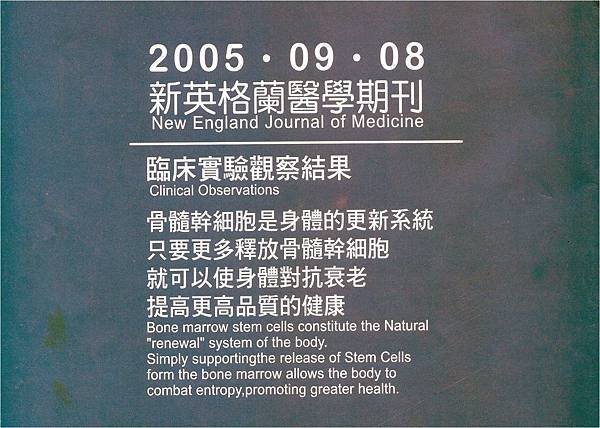 2005・09・08
新英格蘭醫學期刊
New England Journal of Medicine
臨床實驗觀察結果
Clinical Observations
骨髓幹細胞是身體的更新系統
只要更多釋放骨髓幹細胞
就可以使身體對抗衰老
提高更高品質的健康
Bone marrow stem cells constitute the Natural
"renewal" system of the body.
Simply supportingthe release of Stem Cells
form the bone marrow allows the body to
combat entropy,promoting greater health.